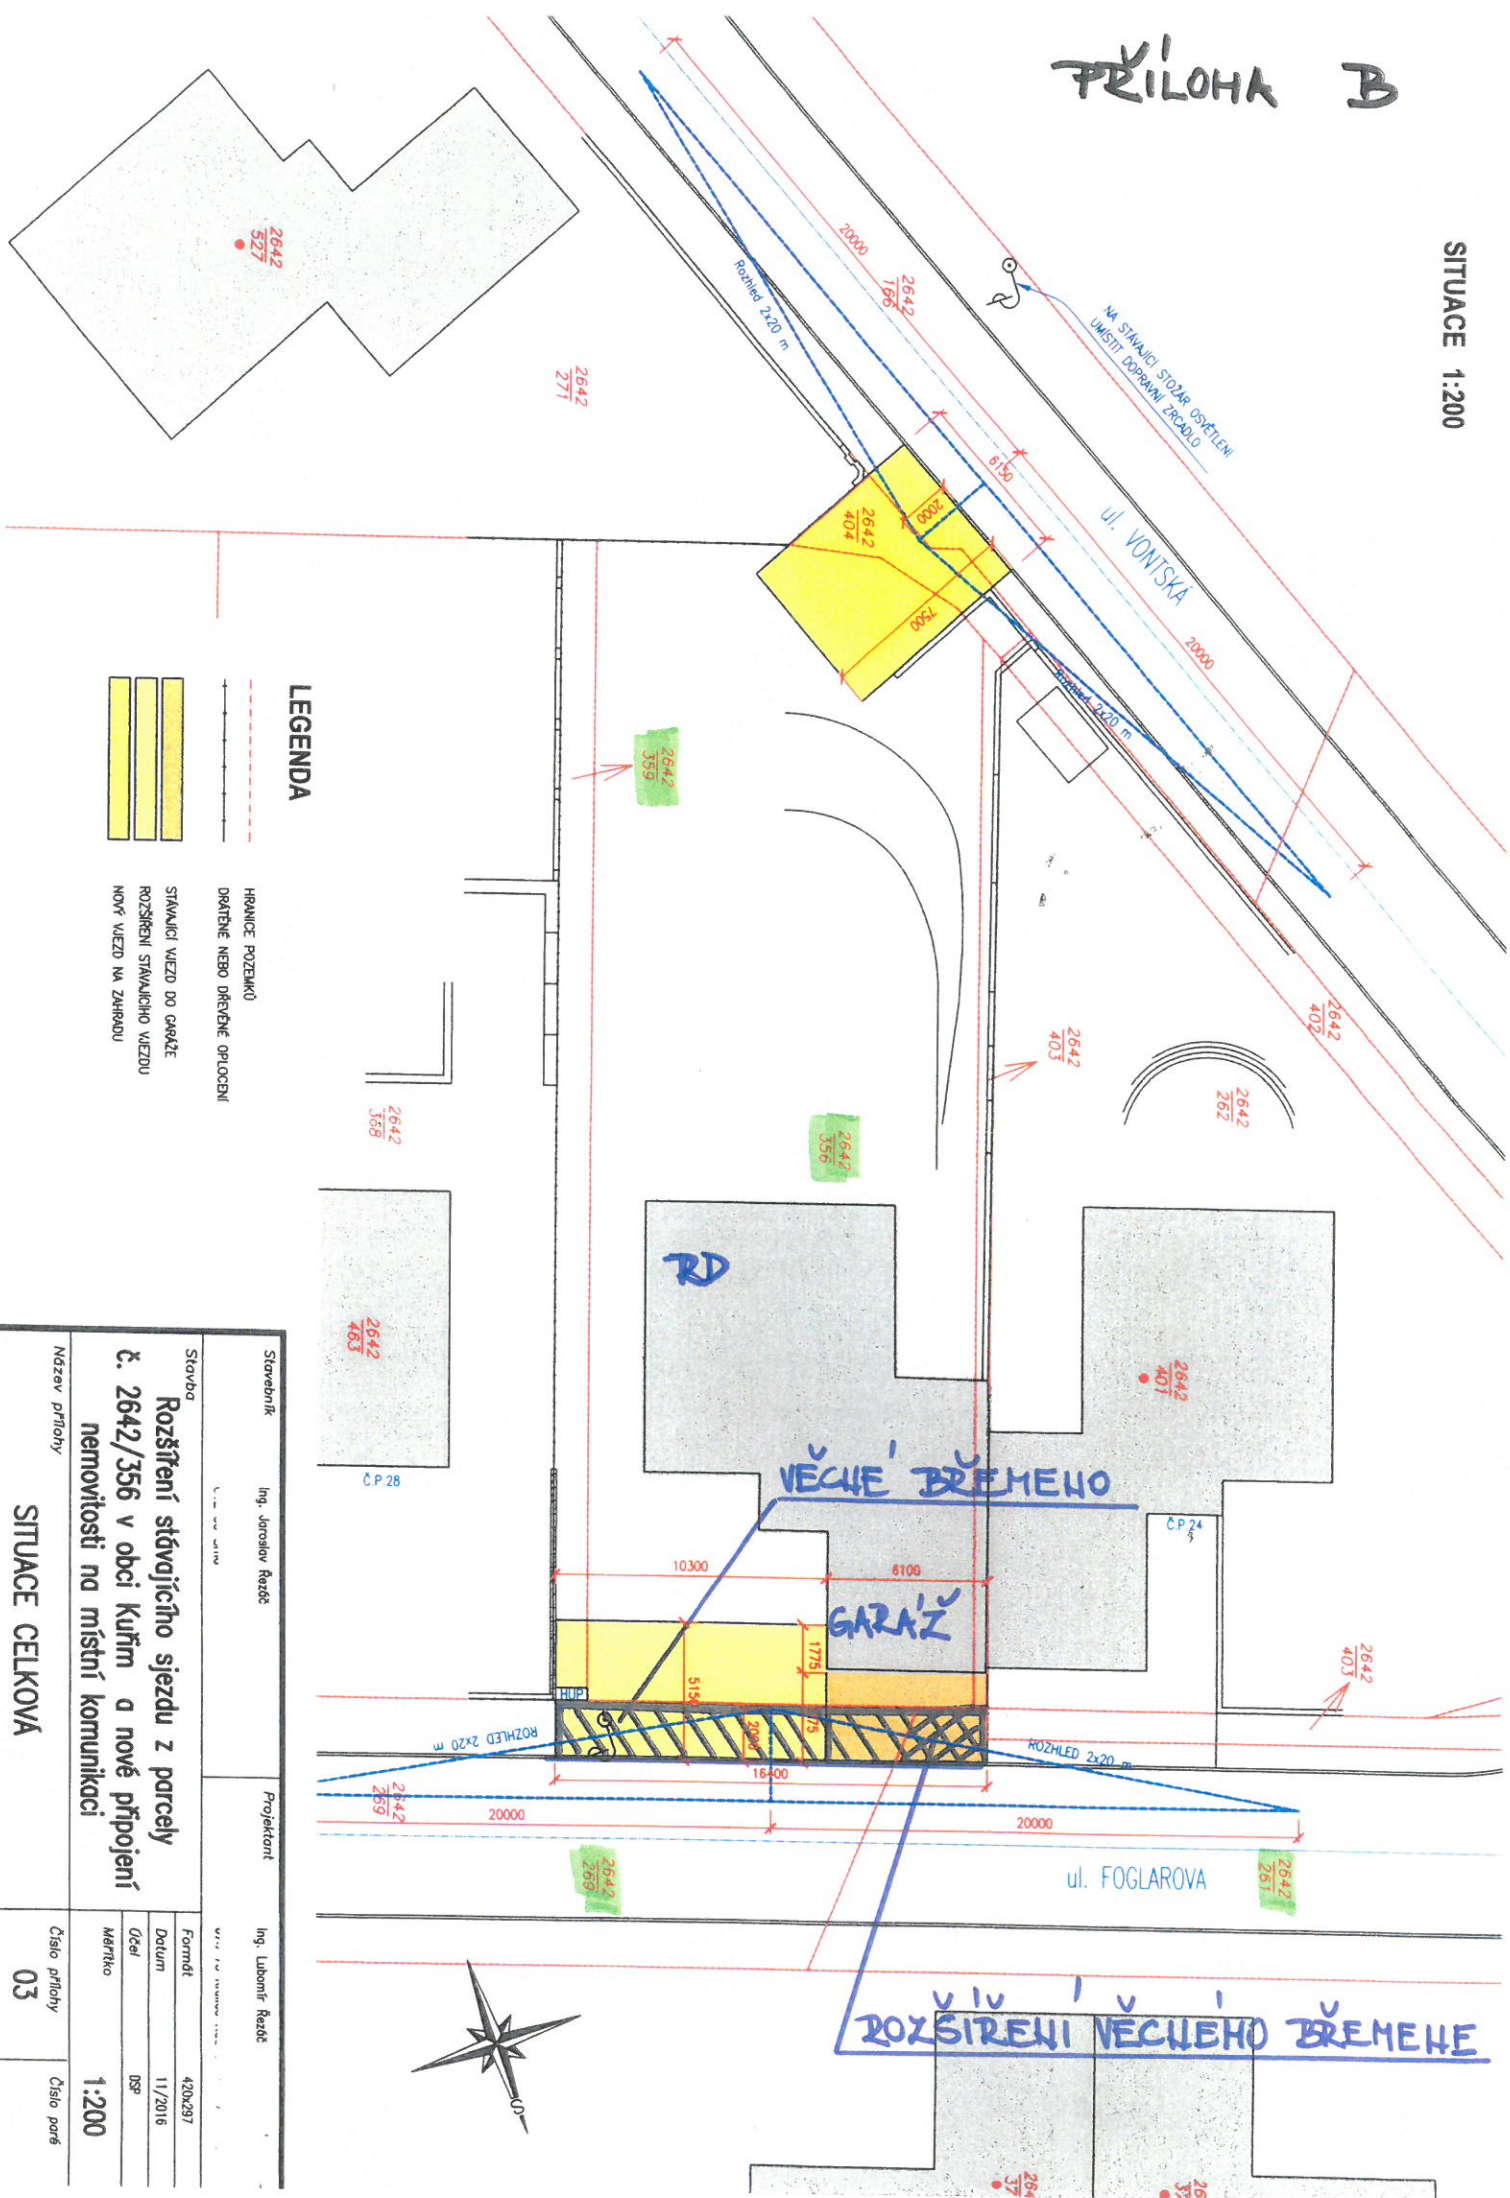 PŘÍLOHA B
SITUACE 1:200
NA STÁVAJÍCÍ STOŽÁR OSVĚTLENÍ
UMÍSTIT DOPRAVNÍ ZRCADLO
ul. VONTSKÁ
20000
2642
166
Rozhled 2x20 m
6150
2000
2642
404
7500
20000
Rozhled 2x20 m
2642
527
2642
271
2642
359
2642
402
2642
403
2642
262
2642
356
2642
368
LEGENDA
HRANICE POZEMKŮ
DRÁTĚNÉ NEBO DŘEVĚNÉ OPLOCENÍ
STÁVAJÍCÍ VJEZD DO GARÁŽE
ROZŠÍŘENÍ STÁVAJÍCÍHO VJEZDU
NOVÝ VJEZD NA ZAHRADU
RD
2642
463
Č.P.28
2642
401
Č.P.24
VĚCNÉ BŘEMENO
10300
6100
GARÁŽ
1775
5150
75
2000
HUP
16400
ROZHLED 2x20 m
ROZHLED 2x20 m
2642
403
2642
269
20000
20000
2642
269
ul. FOGLAROVA
2642
261
ROZŠÍŘENÍ VĚCNÉHO BŘEMENE
S
Stavebník
Ing. Jaroslav Řezáč
Projektant
Ing. Lubomír Řezáč
Stavba
Rozšíření stávajícího sjezdu z parcely
č. 2642/356 v obci Kuřim a nové připojení
nemovitosti na místní komunikaci
Formát 420x297
Datum 11/2016
Účel DSP
Měřítko 1:200
Název přílohy
SITUACE CELKOVÁ
Číslo přílohy
03
Číslo paré